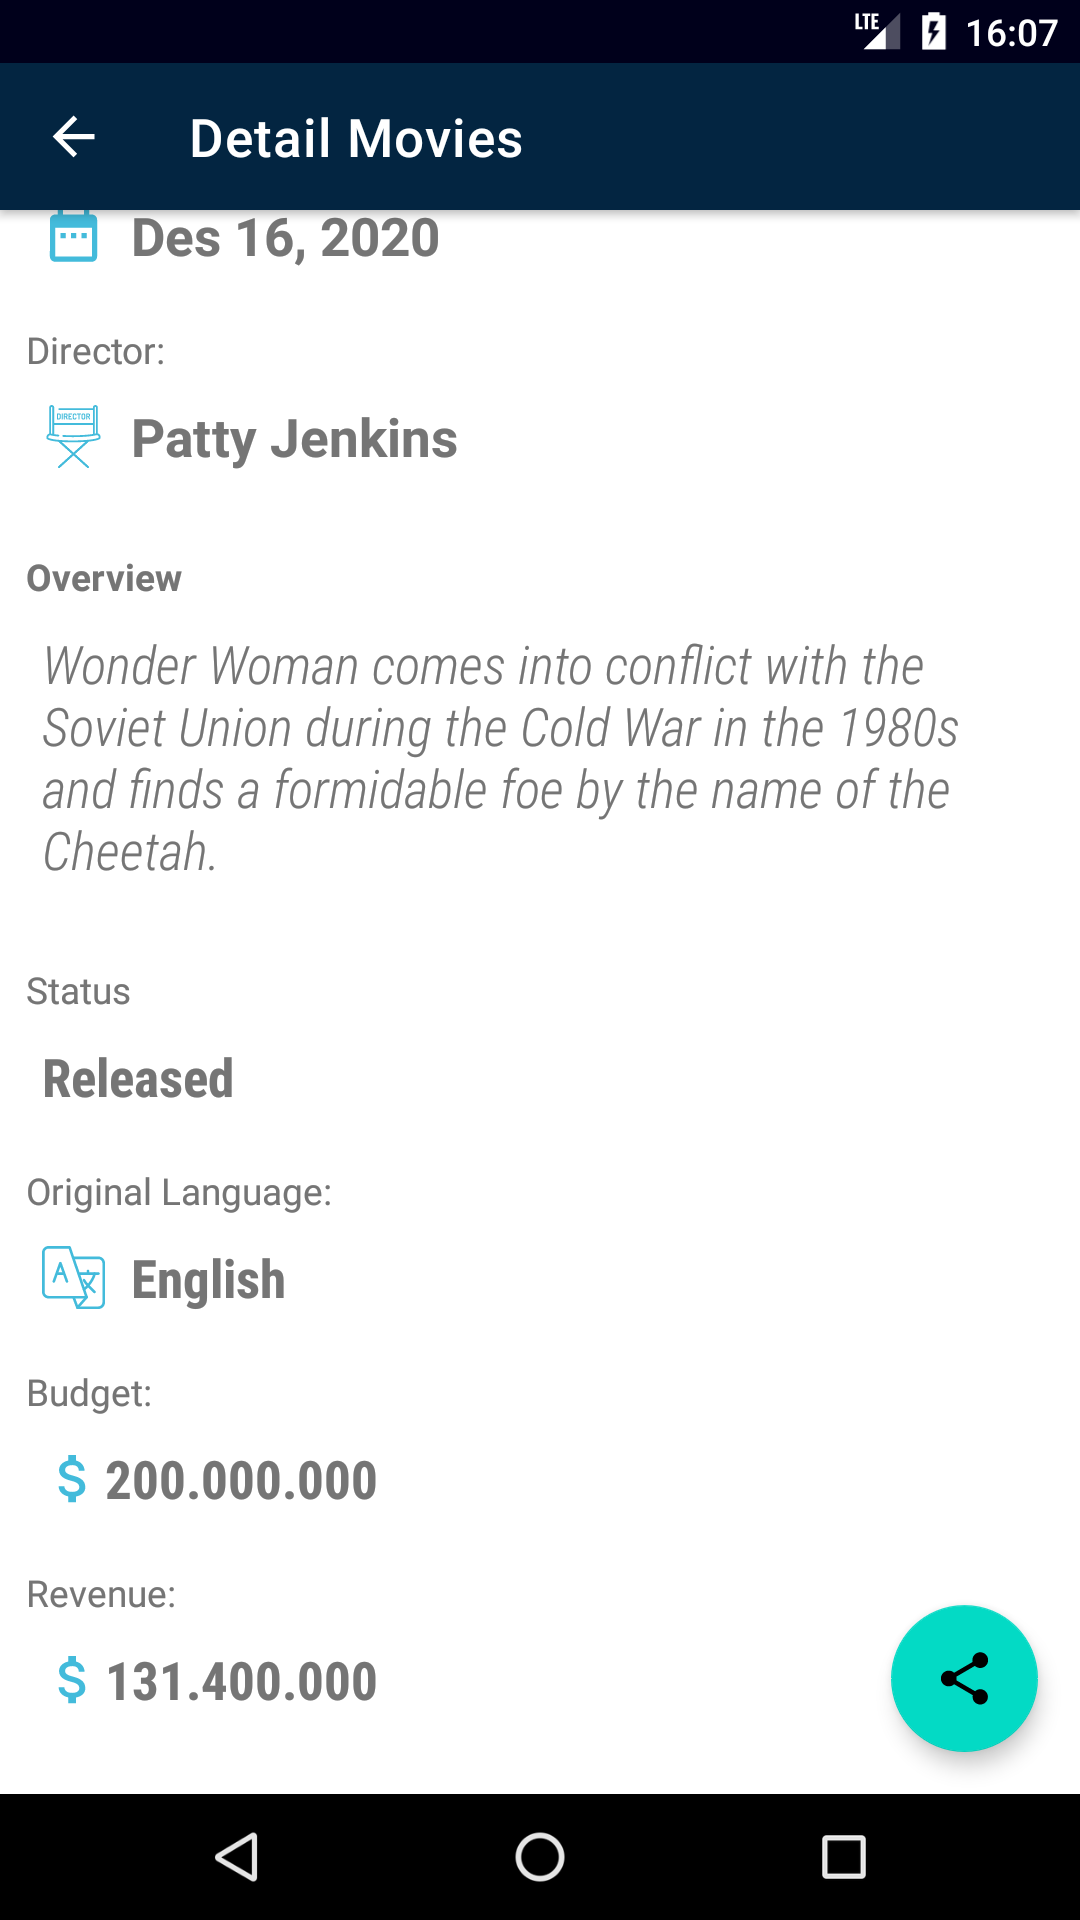 LTE 16:07
Detail Movies
Des 16, 2020
Director:
DIRECTOR
Patty Jenkins
Overview
Wonder Woman comes into conflict with the
Soviet Union during the Cold War in the 1980s
and finds a formidable foe by the name of the
Cheetah.
Status
Released
Original Language:
A 文
English
Budget:
$ 200.000.000
Revenue:
$ 131.400.000